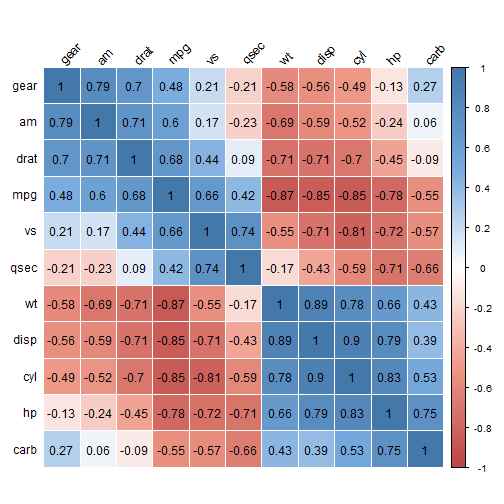 gear am drat mpg vs qsec wt disp cyl hp carb
gear 1 0.79 0.7 0.48 0.21 -0.21 -0.58 -0.56 -0.49 -0.13 0.27
am 0.79 1 0.71 0.6 0.17 -0.23 -0.69 -0.59 -0.52 -0.24 0.06
drat 0.7 0.71 1 0.68 0.44 0.09 -0.71 -0.71 -0.7 -0.45 -0.09
mpg 0.48 0.6 0.68 1 0.66 0.42 -0.87 -0.85 -0.85 -0.78 -0.55
vs 0.21 0.17 0.44 0.66 1 0.74 -0.55 -0.71 -0.81 -0.72 -0.57
qsec -0.21 -0.23 0.09 0.42 0.74 1 -0.17 -0.43 -0.59 -0.71 -0.66
wt -0.58 -0.69 -0.71 -0.87 -0.55 -0.17 1 0.89 0.78 0.66 0.43
disp -0.56 -0.59 -0.71 -0.85 -0.71 -0.43 0.89 1 0.9 0.79 0.39
cyl -0.49 -0.52 -0.7 -0.85 -0.81 -0.59 0.78 0.9 1 0.83 0.53
hp -0.13 -0.24 -0.45 -0.78 -0.72 -0.71 0.66 0.79 0.83 1 0.75
carb 0.27 0.06 -0.09 -0.55 -0.57 -0.66 0.43 0.39 0.53 0.75 1
1
0.8
0.6
0.4
0.2
0
-0.2
-0.4
-0.6
-0.8
-1